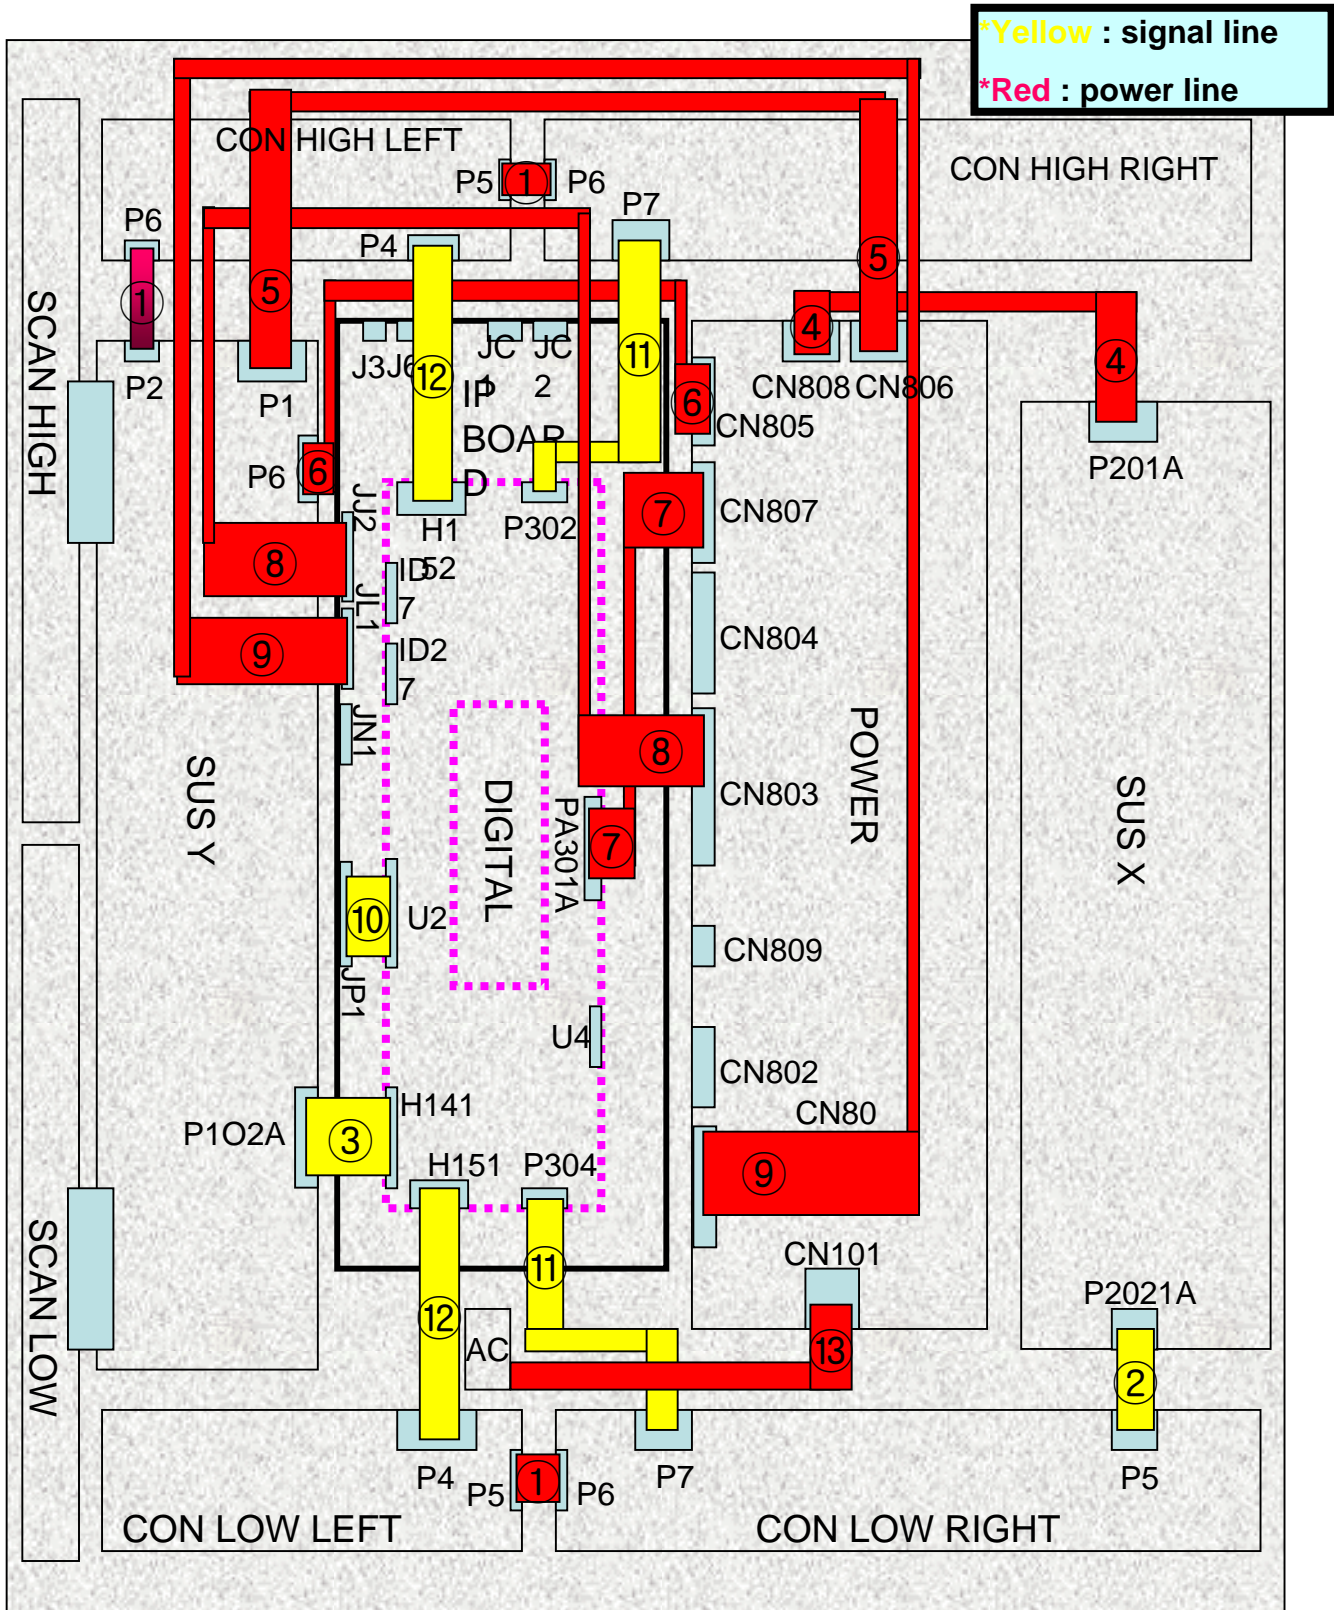 *Yellow : signal line
*Red : power line
CON HIGH LEFT
CON HIGH RIGHT
P5
1
P6
P6
P4
P7
1
5
5
4
4
SCAN HIGH
P2
P1
J3
J6
JC
1
JC
2
12
11
IP
BOAR
D
CN808
CN806
6
CN805
P6
6
P201A
JJ2
H1
52
P302
7
CN807
8
ID
7
JL1
9
ID2
7
CN804
JN1
8
CN803
POWER
SUS Y
DIGITAL
PA301A
7
SUS X
10
U2
JP1
CN809
U4
CN802
CN80
H141
P1O2A
3
H151
P304
9
SCAN LOW
CN101
11
12
AC
13
P2021A
2
P4
P5
1
P6
P7
P5
CON LOW LEFT
CON LOW RIGHT